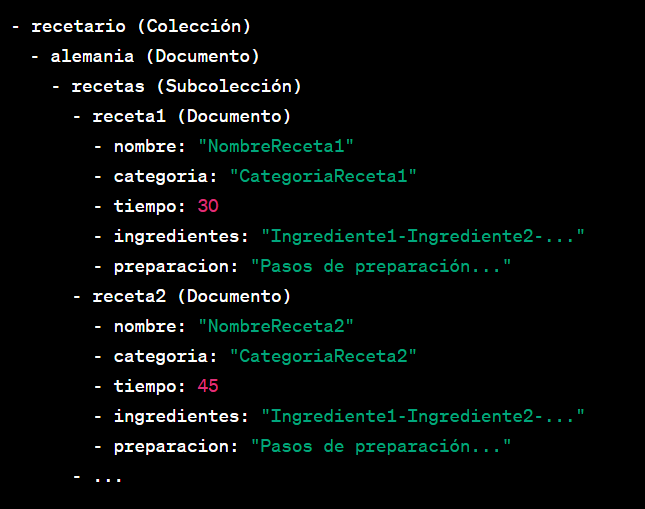 - recetario (Colección)
- alemania (Documento)
- recetas (Subcolección)
- receta1 (Documento)
- nombre: "NombreReceta1"
- categoria: "CategoriaReceta1"
- tiempo: 30
- ingredientes: "Ingrediente1-Ingrediente2-..."
- preparacion: "Pasos de preparación..."
- receta2 (Documento)
- nombre: "NombreReceta2"
- categoria: "CategoriaReceta2"
- tiempo: 45
- ingredientes: "Ingrediente1-Ingrediente2-..."
- preparacion: "Pasos de preparación..."
- ...